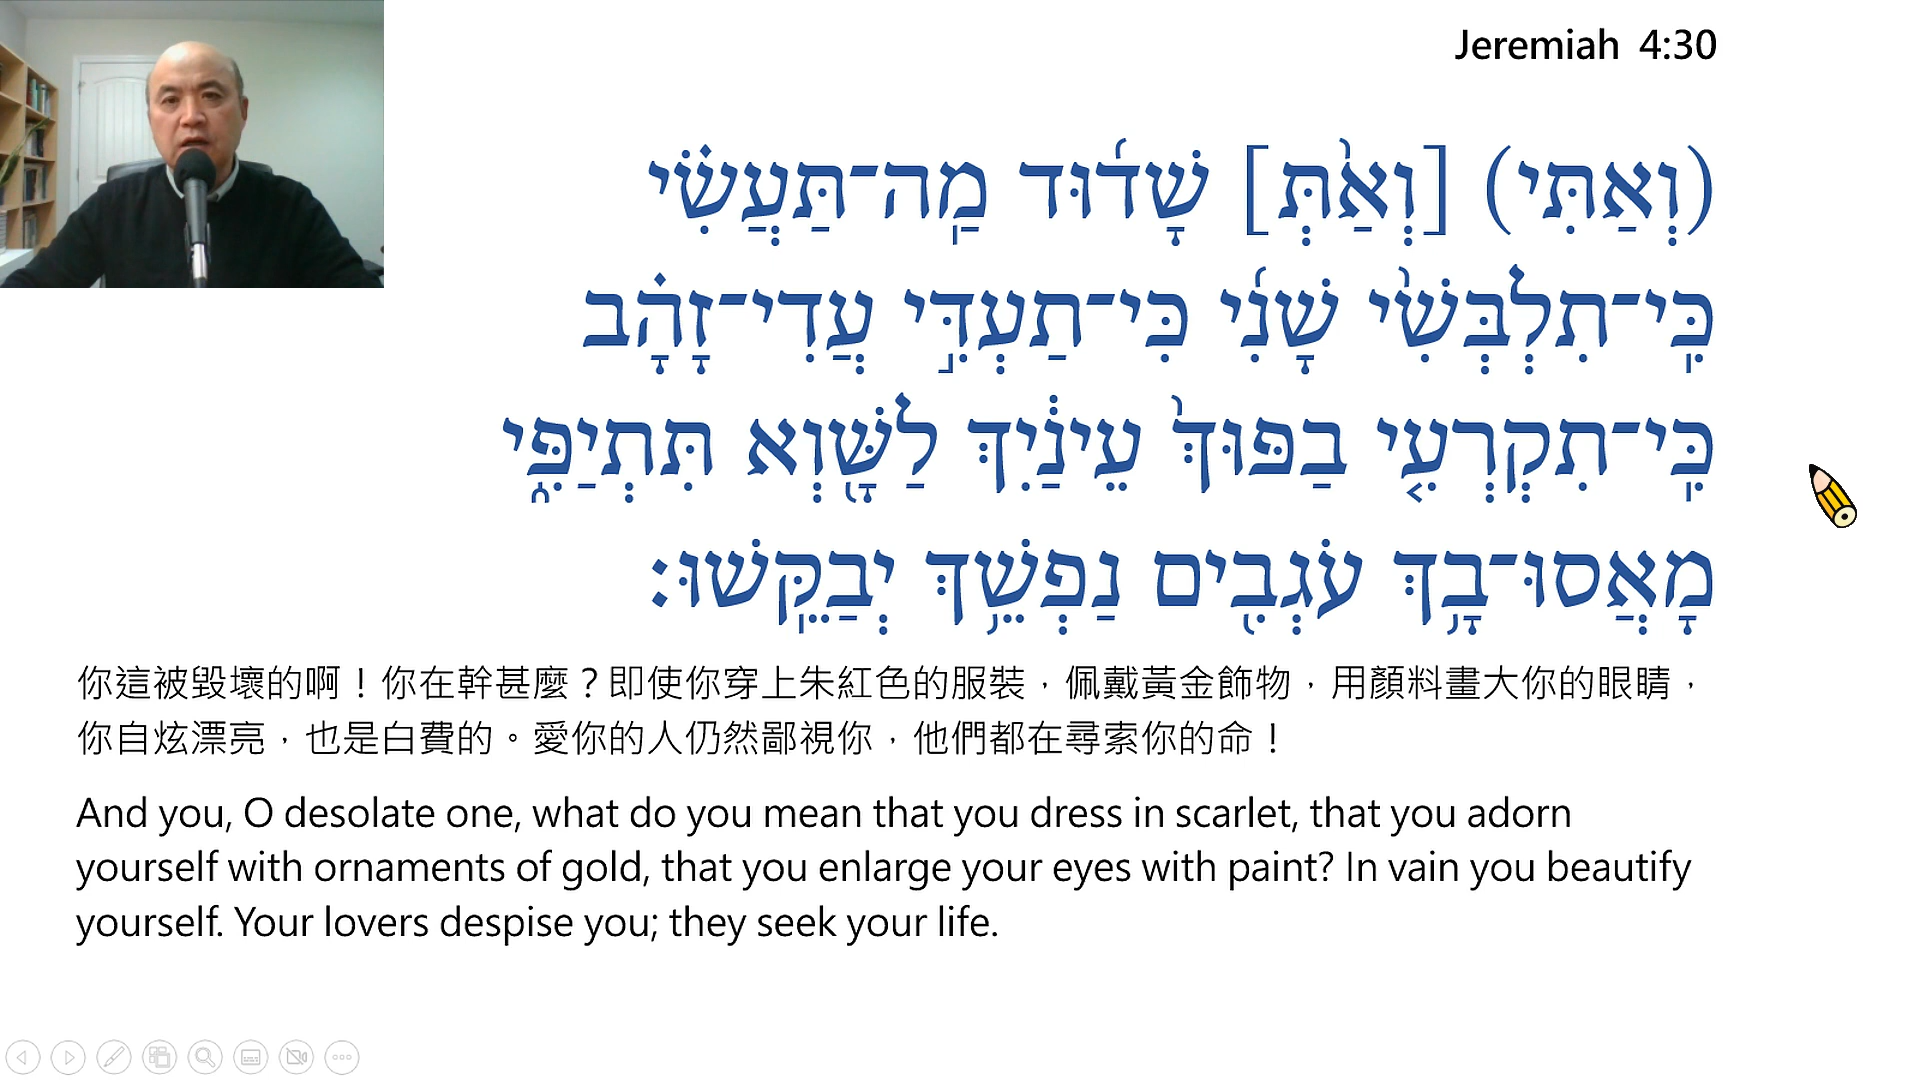 Jeremiah 4:30
(וְאַתִּי) [וְאַ֨תְּ] שָׁד֜וּד מַֽה־תַּעֲשִׂ֗י
כִּֽי־תִלְבְּשִׁ֨י שָׁנִ֜י כִּי־תַעְדִּ֣י עֲדִי־זָהָ֗ב
כִּֽי־תִקְרְעִ֤י בַפּוּךְ֙ עֵינַ֔יִךְ לַשָּׁ֖וְא תִּתְיַפִּ֑י
מָאֲסוּ־בָ֥ךְ עֹגְבִ֖ים נַפְשֵׁ֥ךְ יְבַקֵּֽשׁוּ׃
你這被毀壞的啊！你在幹甚麼？即使你穿上朱紅色的服裝，佩戴黃金飾物，用顏料畫大你的眼睛，
你自炫漂亮，也是白費的。愛你的人仍然鄙視你，他們都在尋索你的命！
And you, O desolate one, what do you mean that you dress in scarlet, that you adorn
yourself with ornaments of gold, that you enlarge your eyes with paint? In vain you beautify
yourself. Your lovers despise you; they seek your life.